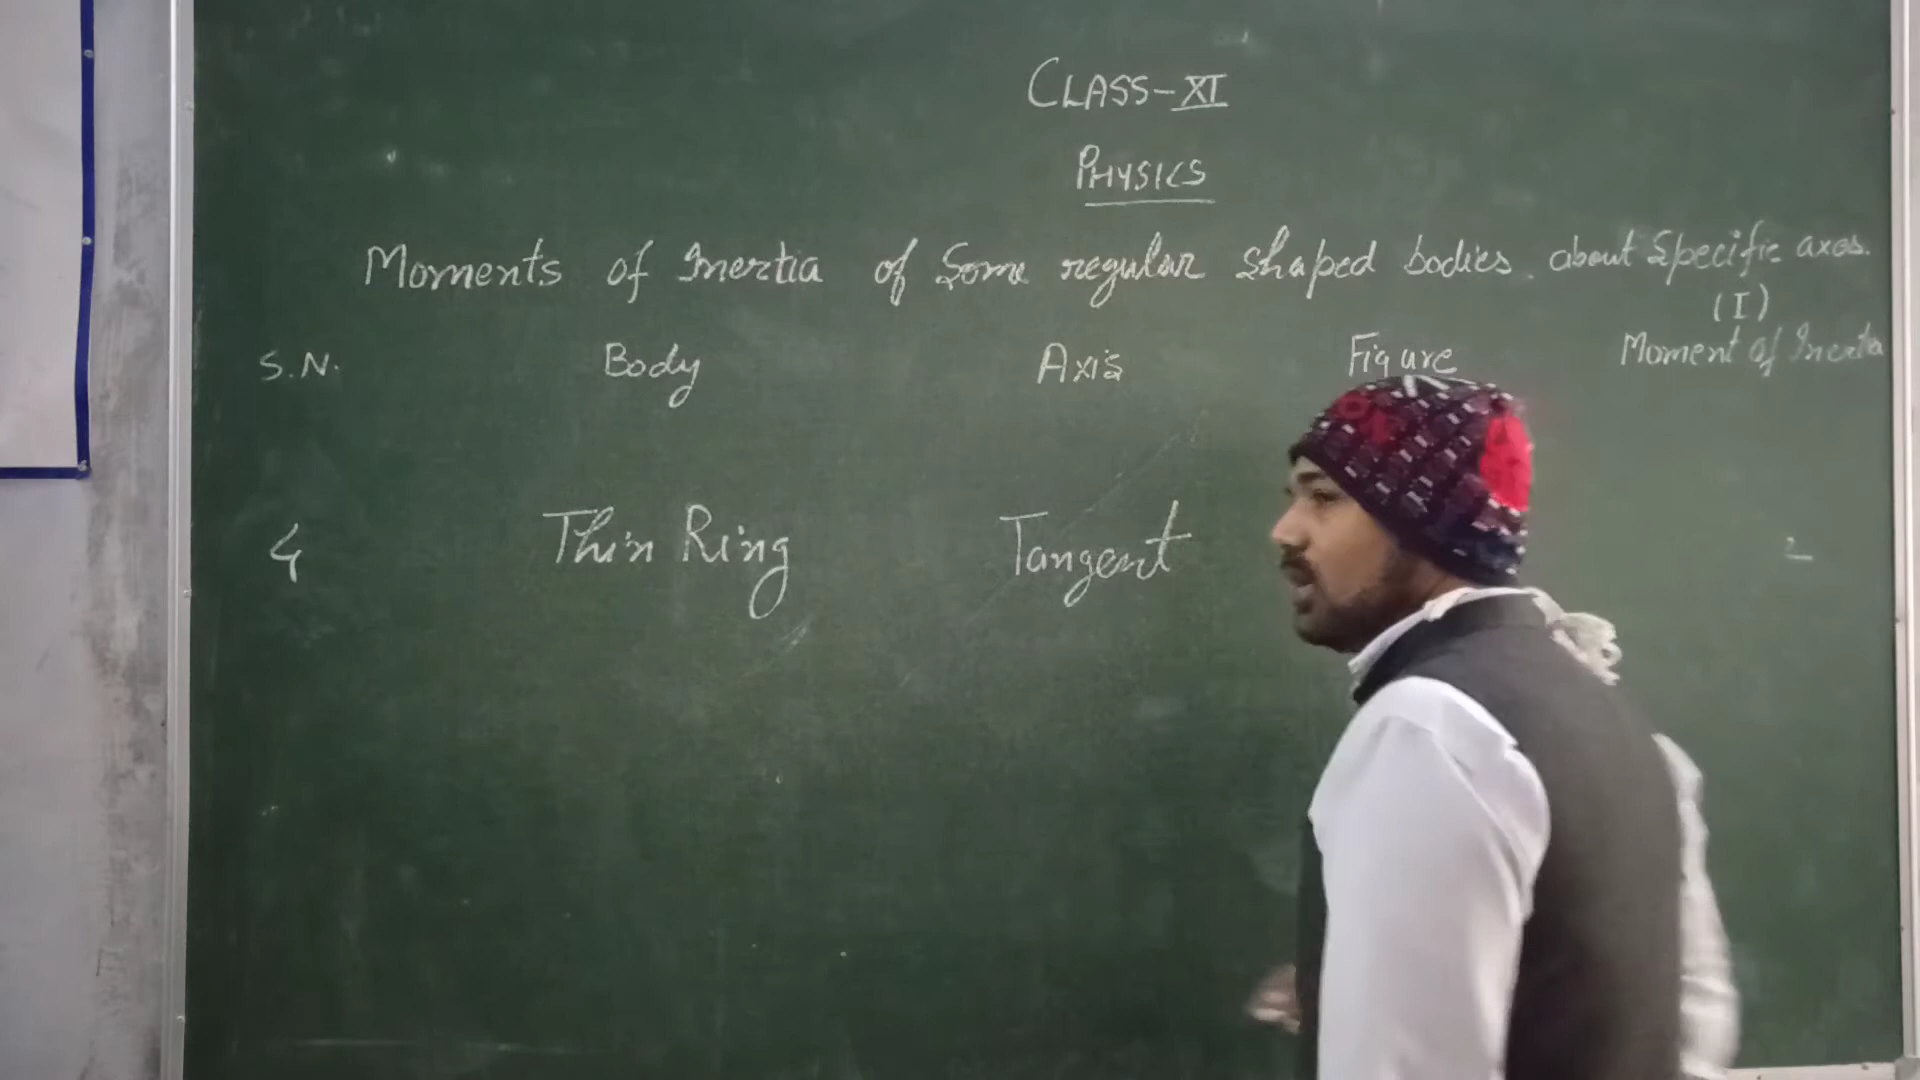 CLASS-XI
PHYSICS
Moments of Inertia of Some regular shaped bodies. about Specific axes.
(I)
S.N. Body Axis Figure Moment of Inertia
4 Thin Ring Tangent